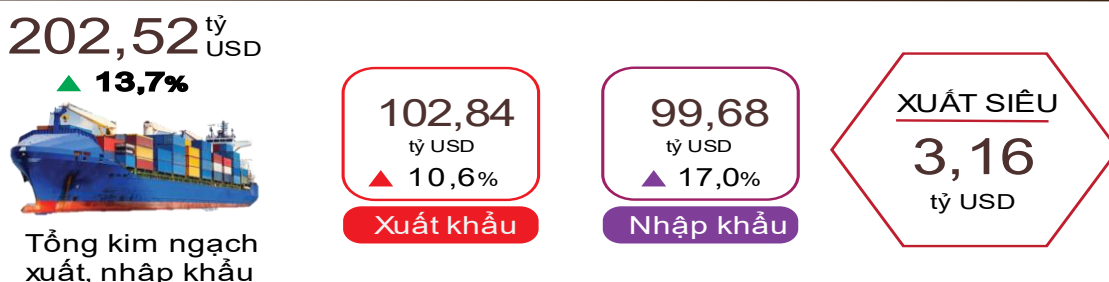 202,52 tỷ USD
▲ 13,7%
Tổng kim ngạch
xuất, nhập khẩu
102,84
tỷ USD
▲ 10,6%
Xuất khẩu
99,68
tỷ USD
▲ 17,0%
Nhập khẩu
XUẤT SIÊU
3,16
tỷ USD